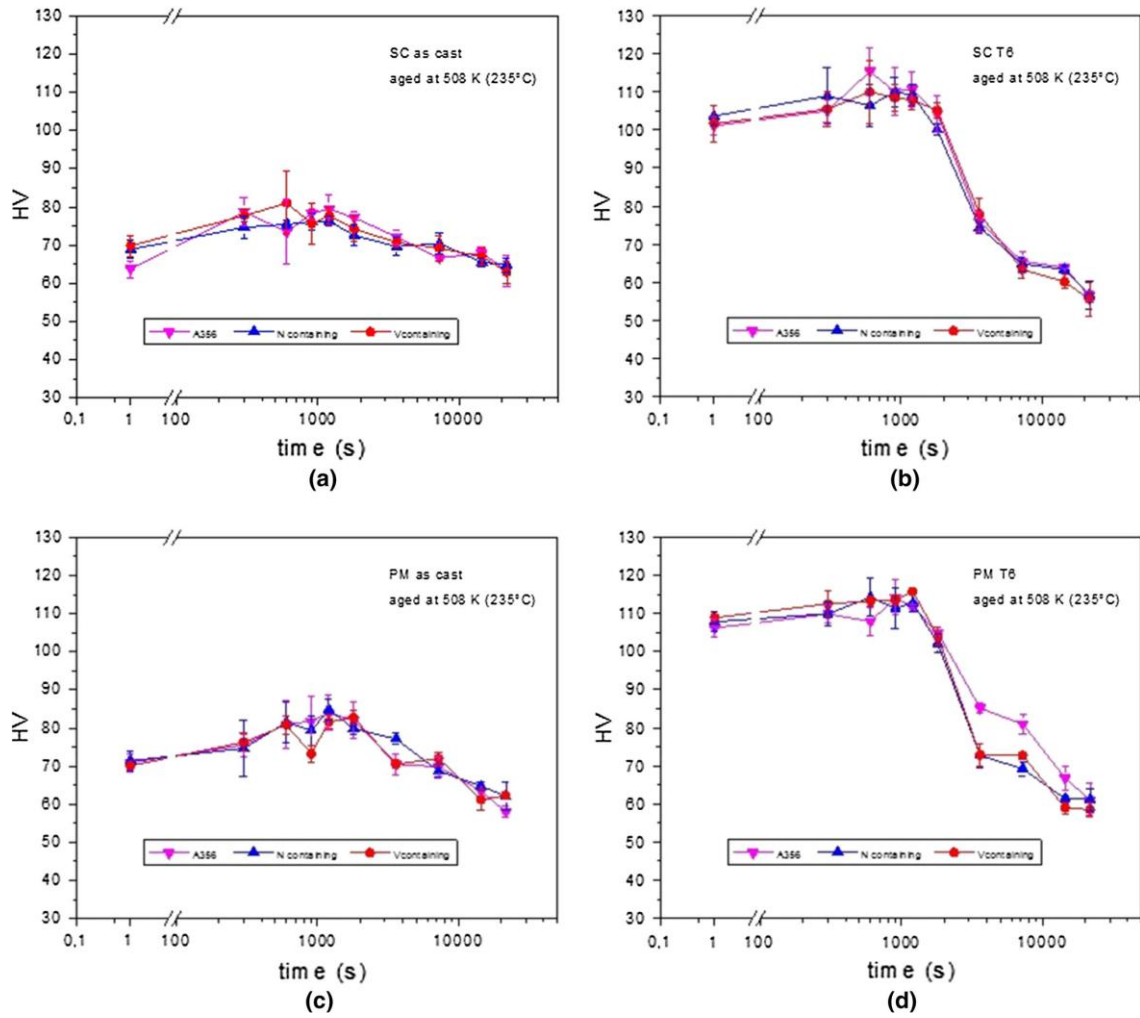 130
120
110
100
90
80
70
60
50
40
30
HV
SC as cast
aged at 508 K (235°C)
A356 N containing Vcontaining
0,1 1 100 1000 10000
time (s)
(a)
130
120
110
100
90
80
70
60
50
40
30
HV
SC T6
aged at 508 K (235°C)
A356 N containing Vcontaining
0,1 1 100 1000 10000
time (s)
(b)
130
120
110
100
90
80
70
60
50
40
30
HV
PM as cast
aged at 508 K (235°C)
A356 N containing Vcontaining
0,1 1 100 1000 10000
time (s)
(c)
130
120
110
100
90
80
70
60
50
40
30
HV
PM T6
aged at 508 K (235°C)
A356 N containing Vcontaining
0,1 1 100 1000 10000
time (s)
(d)